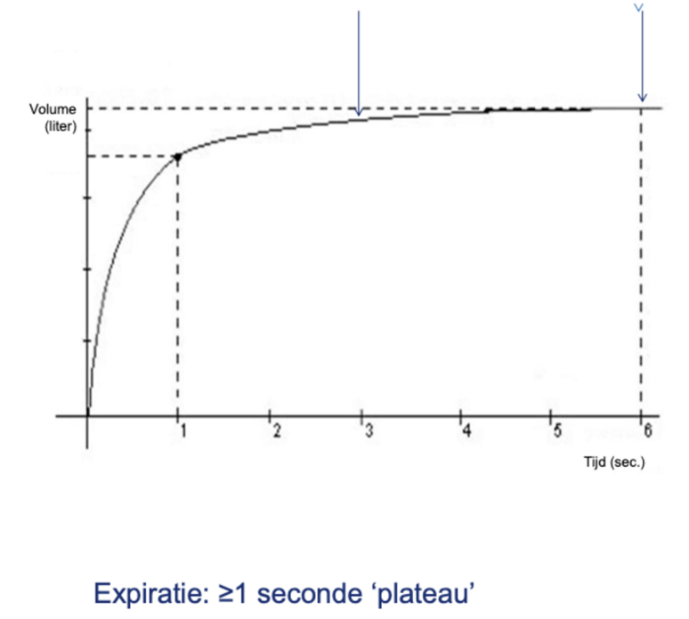 Volume
(liter)
1 2 3 4 5 6
Tijd (sec.)
Expiratie: ≥1 seconde ‘plateau’